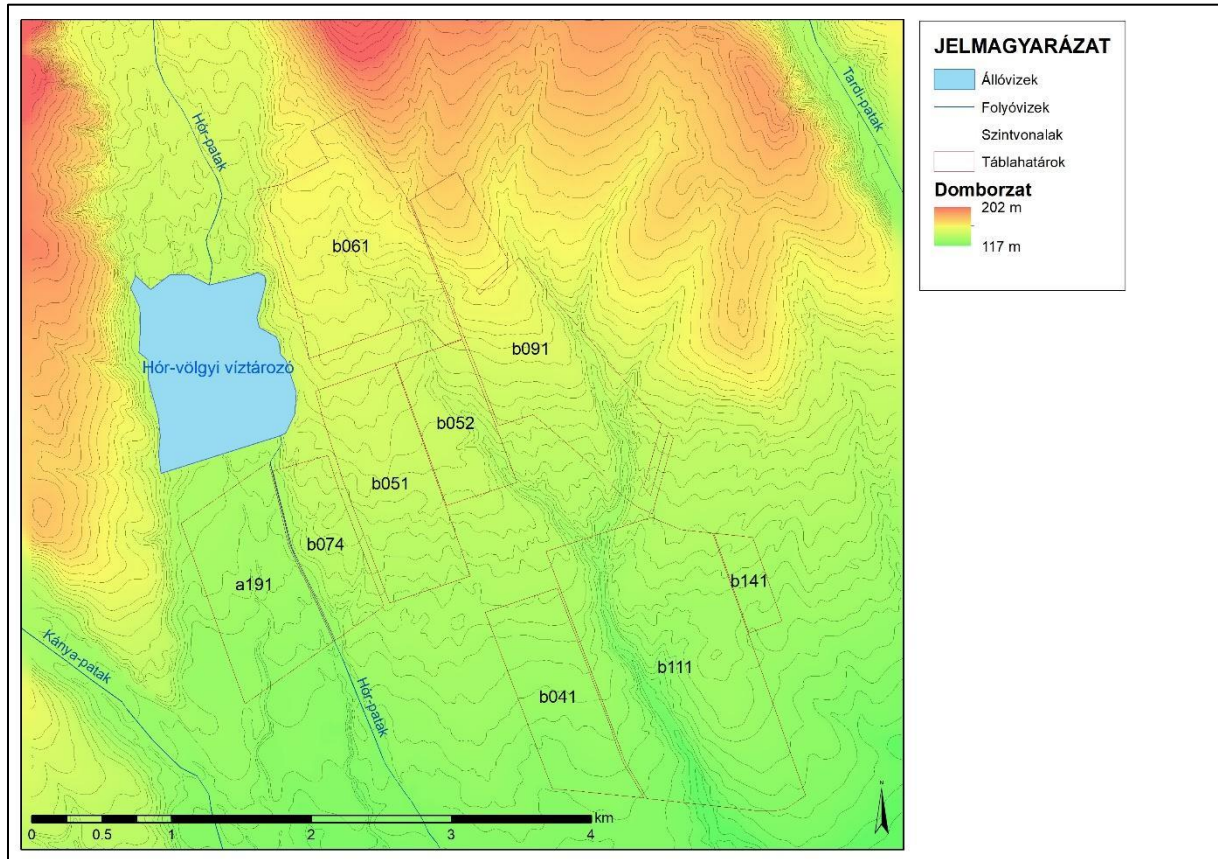 JELMAGYARÁZAT
Állóvizek
Folyóvizek
Szintvonalak
Táblahatárok
Domborzat
202 m
117 m
Tardi-patak
Hór-patak
b061
Hór-völgyi víztározó
b091
b052
b051
b074
a191
b141
Kánya-patak
b111
b041
Hór-patak
N
km
0 0.5 1 2 3 4